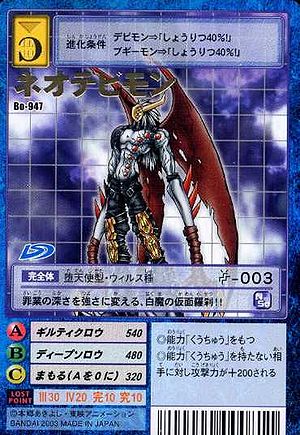 進化条件
しんかじょうけん
デビモン⇒「しょうりつ40%!」
ブギーモン⇒「しょうりつ40%!」
ネオデビモン
Bo-947
完全体 堕天使型・ウィルス種
-003
罪業の深さを強さに変える、白魔の仮面羅刹!!
A ギルティクロウ 540
B ディープソロウ 480
C まもる(Aを0に) 320
◎能力「くうちゅう」をもつ
◎能力「くうちゅう」を持たない相
手に対し攻撃力が+200される
LOST POINT Ⅲ30 Ⅳ20 完10 究10
©本郷あきよし・東映アニメーション
©BANDAI 2003 MADE IN JAPAN